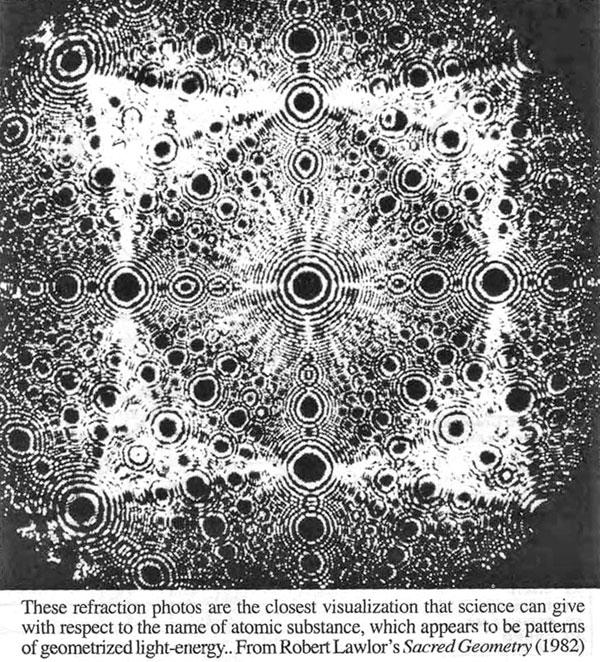 These refraction photos are the closest visualization that science can give
with respect to the name of atomic substance, which appears to be patterns
of geometrized light-energy.. From Robert Lawlor's Sacred Geometry (1982)